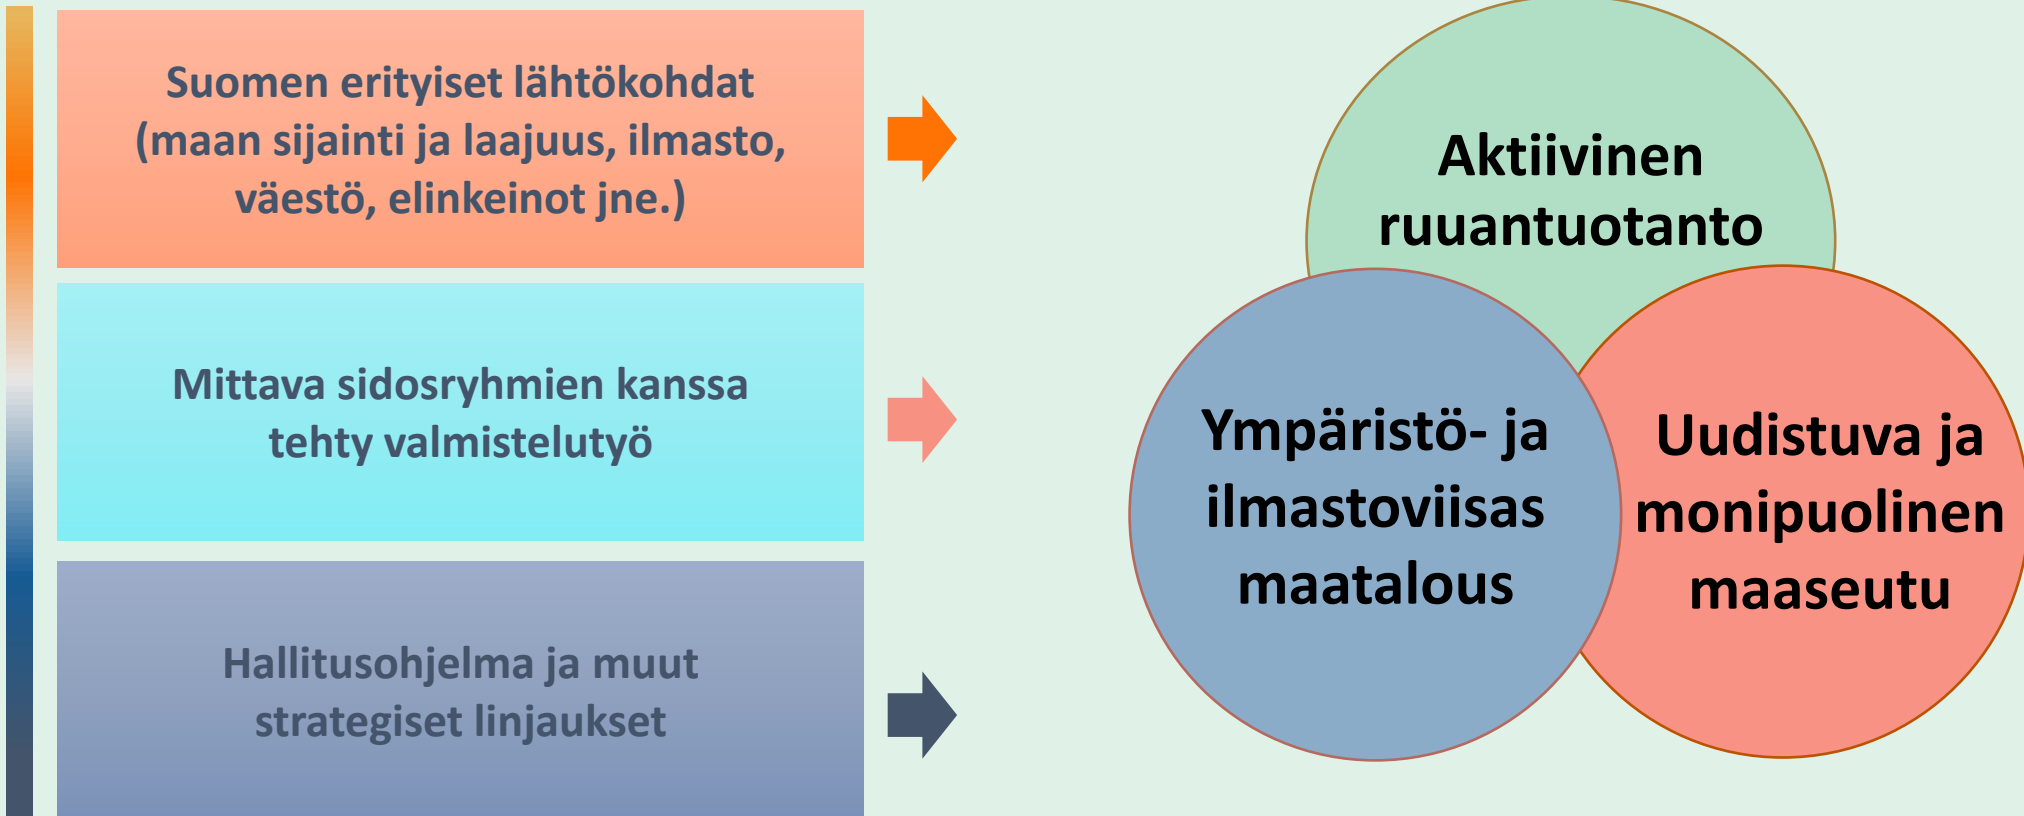 Suomen erityiset lähtökohdat
(maan sijainti ja laajuus, ilmasto,
väestö, elinkeinot jne.)
Mittava sidosryhmien kanssa
tehty valmistelutyö
Hallitusohjelma ja muut
strategiset linjaukset
Aktiivinen
ruuantuotanto
Ympäristö- ja
ilmastoviisas
maatalous
Uudistuva ja
monipuolinen
maaseutu